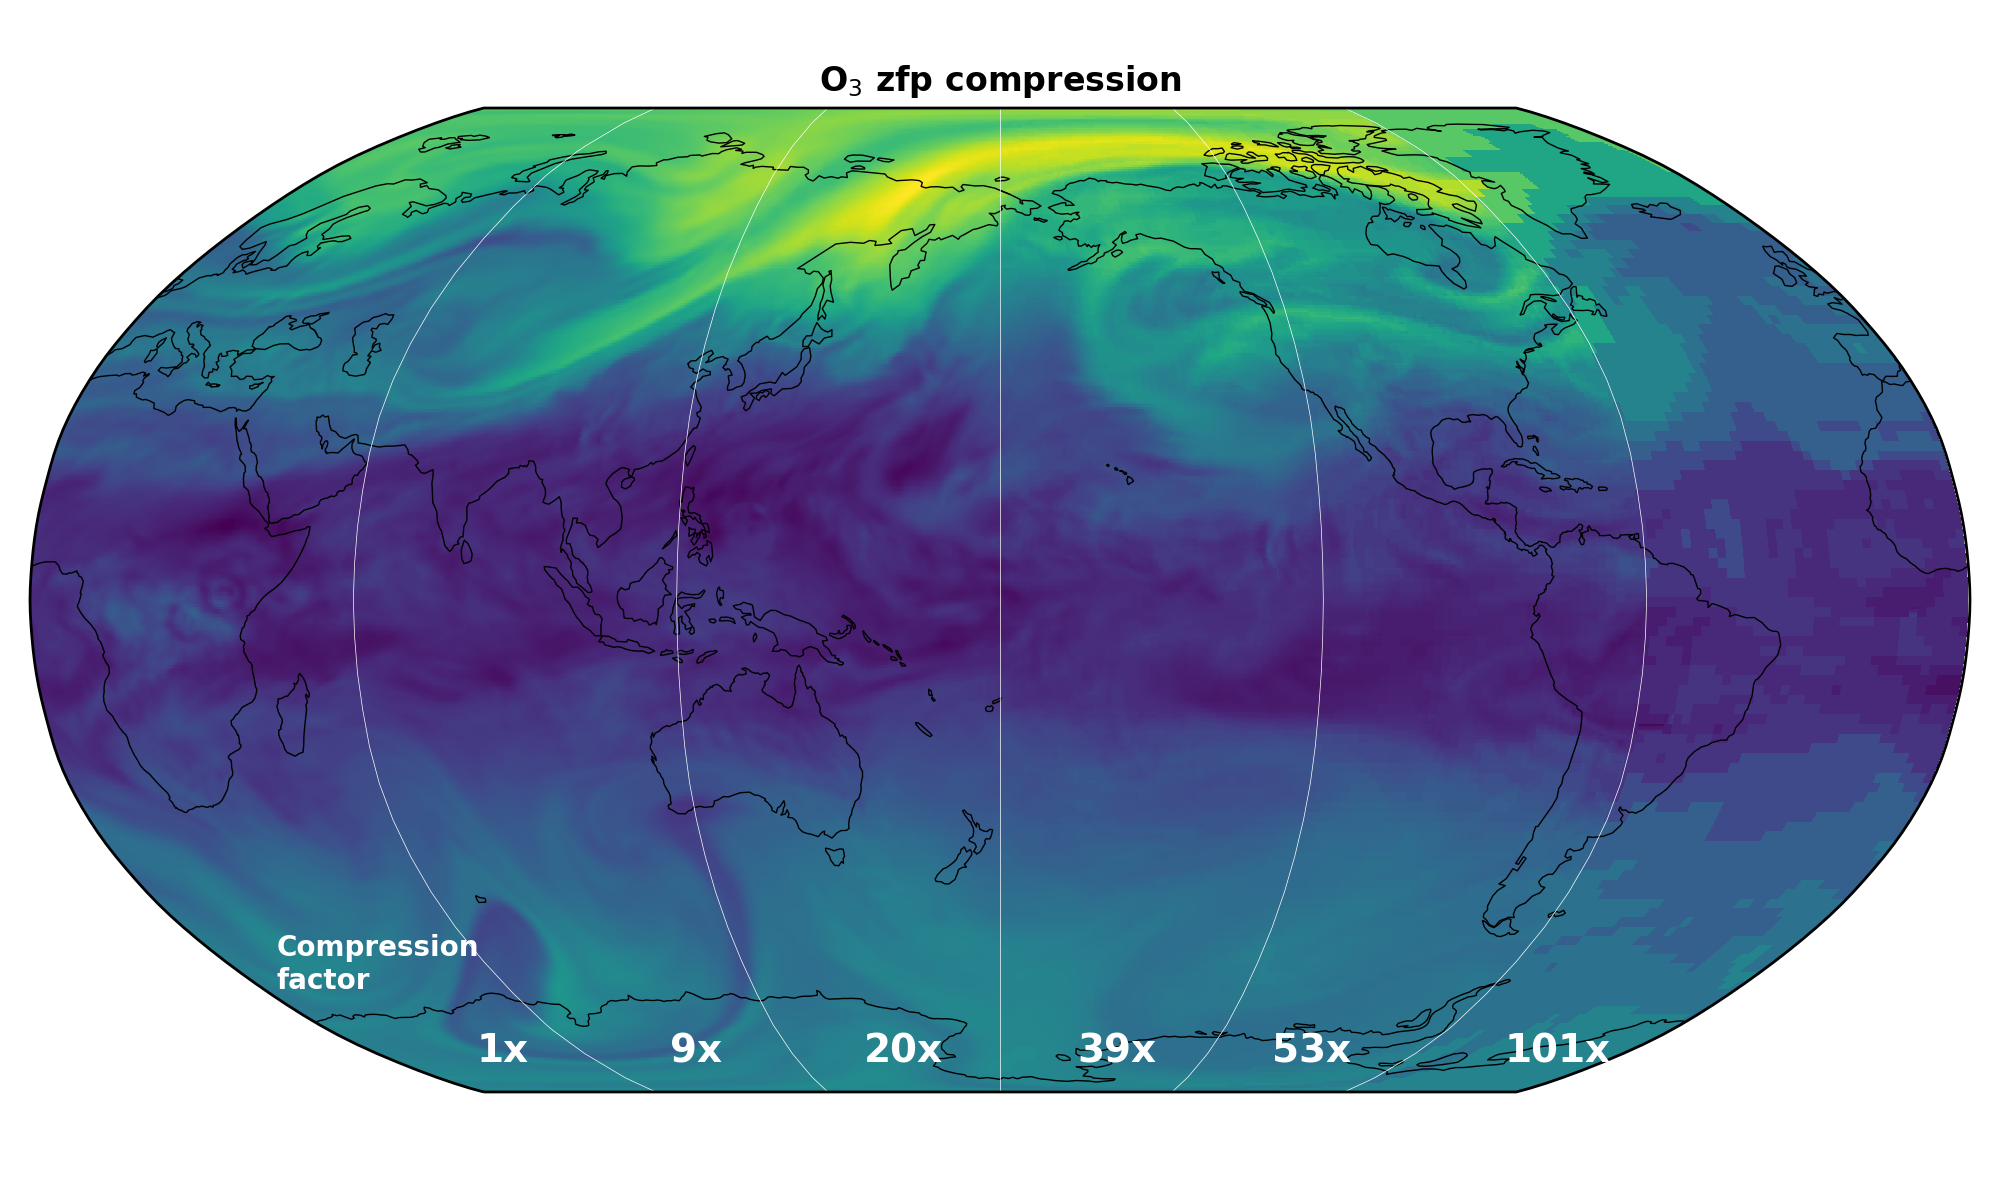 O₃ zfp compression
Compression
factor
1x 9x 20x 39x 53x 101x